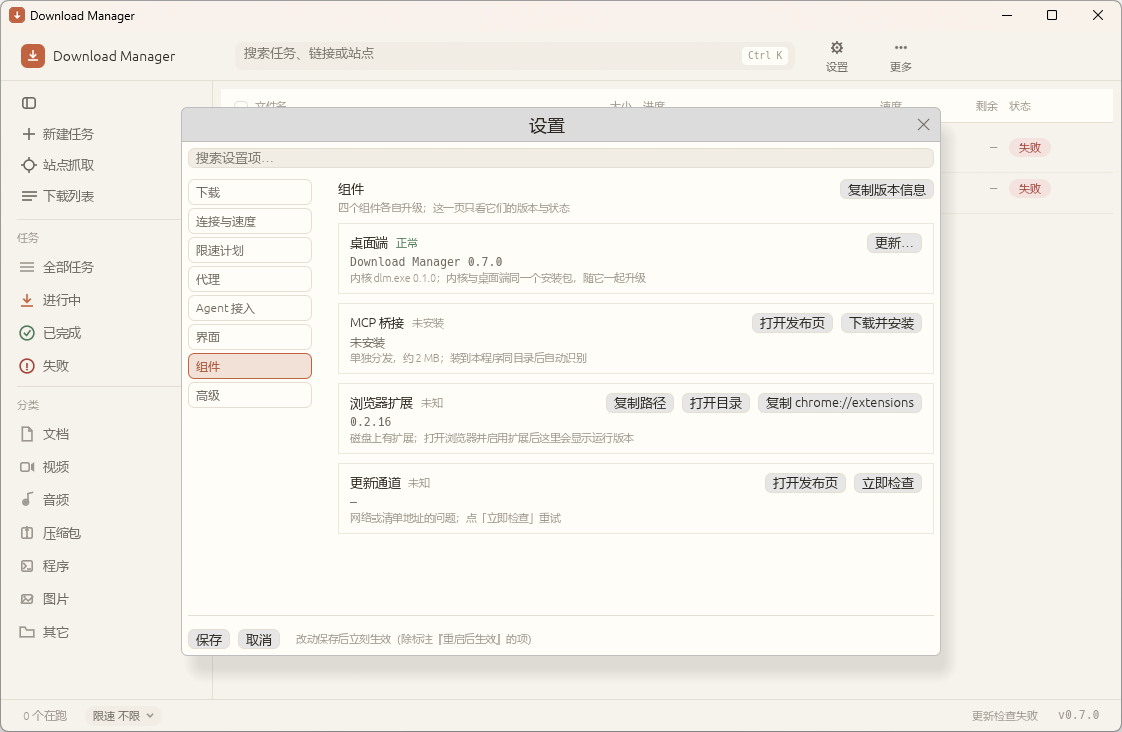 Download Manager
Download Manager
搜索任务、链接或站点
Ctrl K
设置
更多
新建任务
站点抓取
下载列表
任务
全部任务
进行中
已完成
失败
分类
文档
视频
音频
压缩包
程序
图片
其它
剩余 状态
— 失败
— 失败
设置
搜索设置项…
下载
连接与速度
限速计划
代理
Agent 接入
界面
组件
高级
组件
复制版本信息
四个组件各自升级；这一页只看它们的版本与状态
桌面端 正常
更新…
Download Manager 0.7.0
内核 dlm.exe 0.1.0；内核与桌面端同一个安装包，随它一起升级
MCP 桥接 未安装
打开发布页 下载并安装
未安装
单独分发，约 2 MB；装到本程序同目录后自动识别
浏览器扩展 未知
复制路径 打开目录 复制 chrome://extensions
0.2.16
磁盘上有扩展；打开浏览器并启用扩展后这里会显示运行版本
更新通道 未知
打开发布页 立即检查
—
网络或清单地址的问题；点「立即检查」重试
保存 取消 改动保存后立刻生效（除标注『重启后生效』的项）
0 个在跑 限速 不限
更新检查失败 v0.7.0